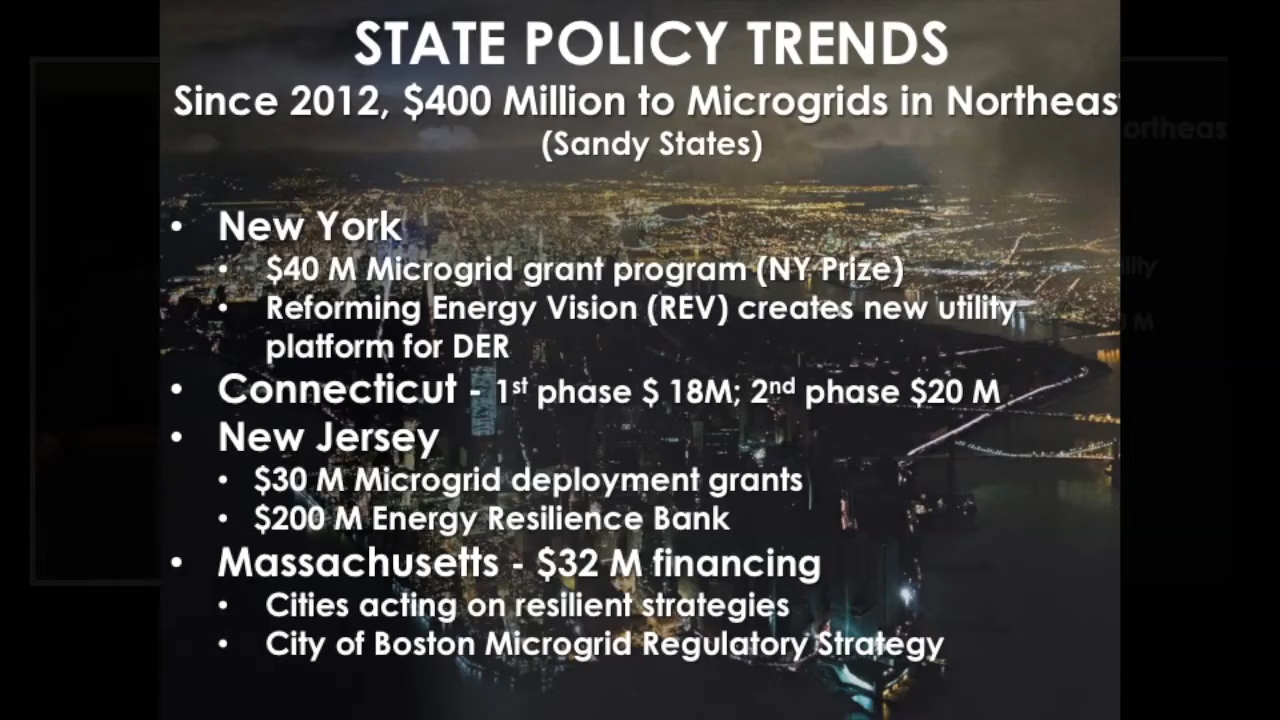 STATE POLICY TRENDS
Since 2012, $400 Million to Microgrids in Northeas
(Sandy States)
• New York
• $40 M Microgrid grant program (NY Prize)
• Reforming Energy Vision (REV) creates new utility
platform for DER
• Connecticut - 1st phase $ 18M; 2nd phase $20 M
• New Jersey
• $30 M Microgrid deployment grants
• $200 M Energy Resilience Bank
• Massachusetts - $32 M financing
• Cities acting on resilient strategies
• City of Boston Microgrid Regulatory Strategy